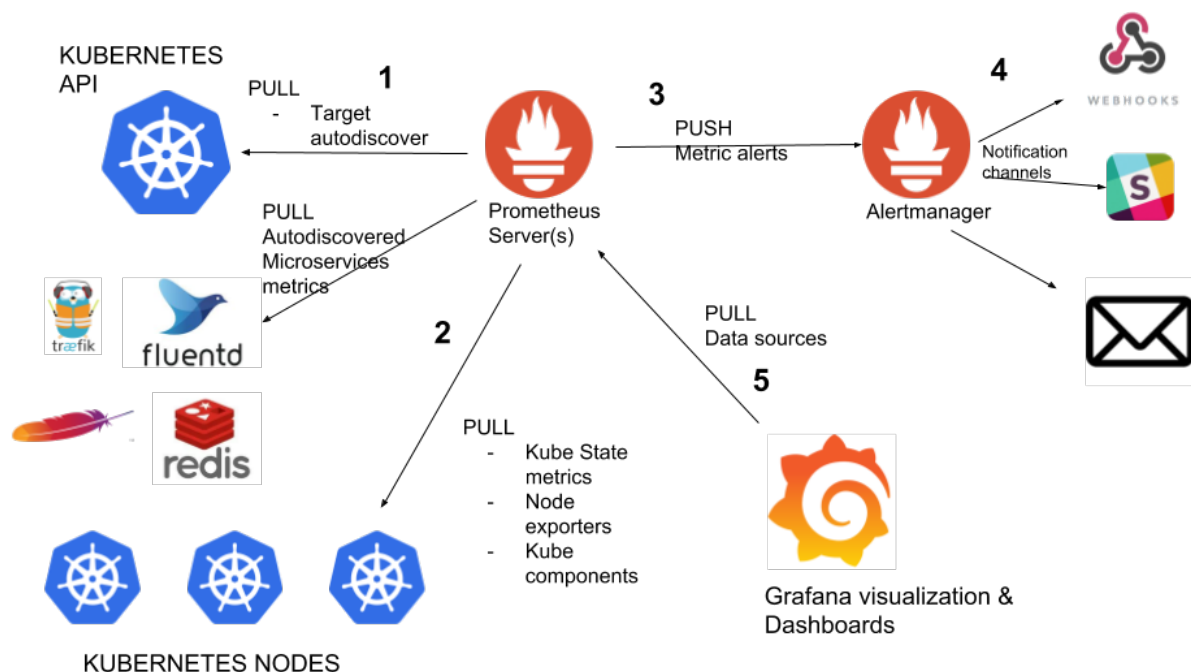 KUBERNETES
API
PULL
- Target
autodiscover
1
3
PUSH
Metric alerts
4
WEBHOOKS
Notification
channels
S
Prometheus
Server(s)
Alertmanager
PULL
Autodiscovered
Microservices
metrics
træfik
fluentd
redis
2
PULL
Data sources
5
PULL
- Kube State
metrics
- Node
exporters
- Kube
components
Grafana visualization &
Dashboards
KUBERNETES NODES